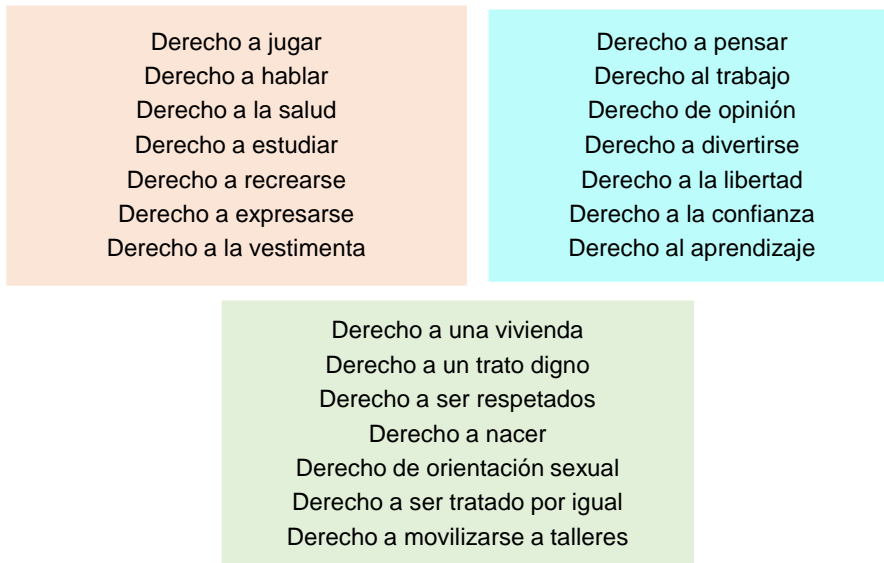 Derecho a jugar
Derecho a hablar
Derecho a la salud
Derecho a estudiar
Derecho a recrearse
Derecho a expresarse
Derecho a la vestimenta
Derecho a pensar
Derecho al trabajo
Derecho de opinión
Derecho a divertirse
Derecho a la libertad
Derecho a la confianza
Derecho al aprendizaje
Derecho a una vivienda
Derecho a un trato digno
Derecho a ser respetados
Derecho a nacer
Derecho de orientación sexual
Derecho a ser tratado por igual
Derecho a movilizarse a talleres